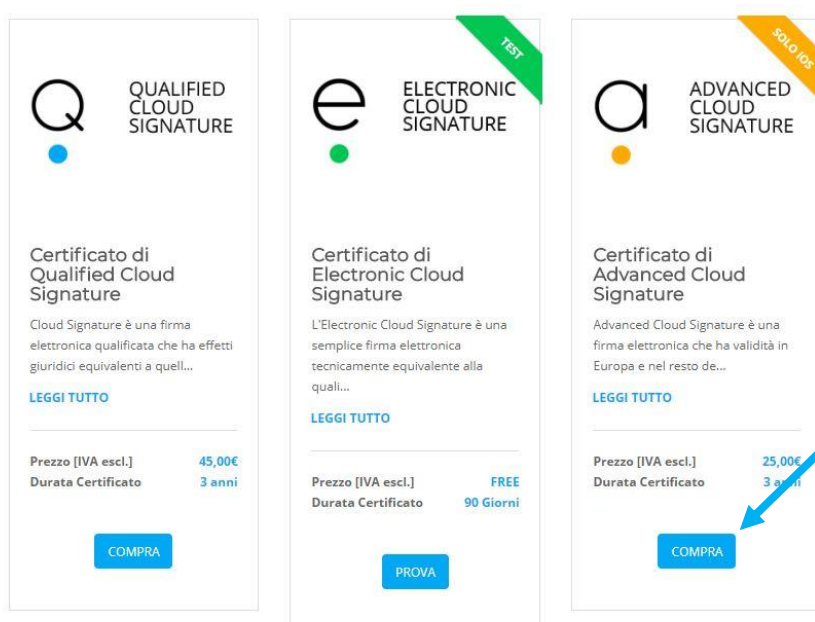 QUALIFIED
CLOUD
SIGNATURE
Certificato di
Qualified Cloud
Signature
Cloud Signature è una firma
elettronica qualificata che ha effetti
giuridici equivalenti a quell...
LEGGI TUTTO
Prezzo [IVA escl.] 45,00€
Durata Certificato 3 anni
COMPRA
TEST
e
ELECTRONIC
CLOUD
SIGNATURE
Certificato di
Electronic Cloud
Signature
L'Electronic Cloud Signature è una
semplice firma elettronica
tecnicamente equivalente alla
quali...
LEGGI TUTTO
Prezzo [IVA escl.] FREE
Durata Certificato 90 Giorni
PROVA
SOLO IOS
a
ADVANCED
CLOUD
SIGNATURE
Certificato di
Advanced Cloud
Signature
Advanced Cloud Signature è una
firma elettronica che ha validità in
Europa e nel resto de...
LEGGI TUTTO
Prezzo [IVA escl.] 25,00€
Durata Certificato 3 anni
COMPRA